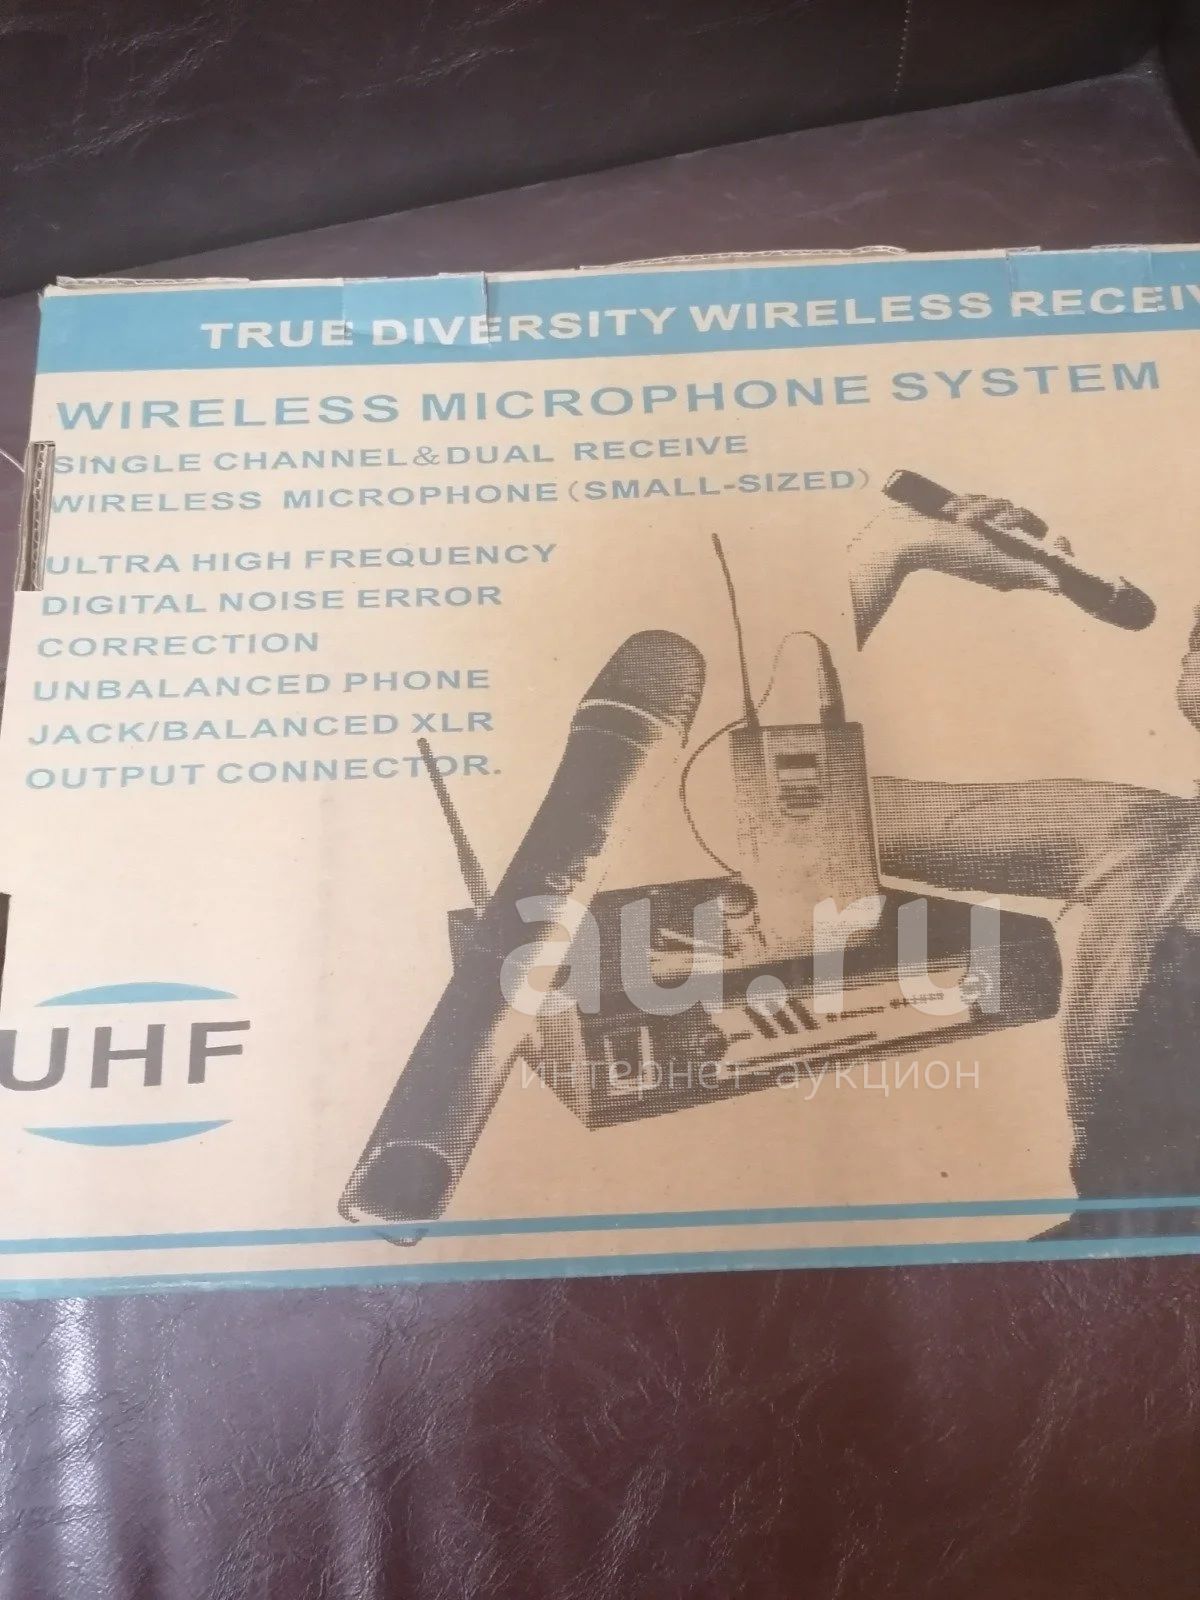 TRUE DIVERSITY WIRELESS RECEIV
WIRELESS MICROPHONE SYSTEM
SINGLE CHANNEL&DUAL RECEIVE
WIRELESS MICROPHONE(SMALL-SIZED)
ULTRA HIGH FREQUENCY
DIGITAL NOISE ERROR
CORRECTION
UNBALANCED PHONE
JACK/BALANCED XLR
OUTPUT CONNECTOR.
UHF
au.ru
интернет-аукцион